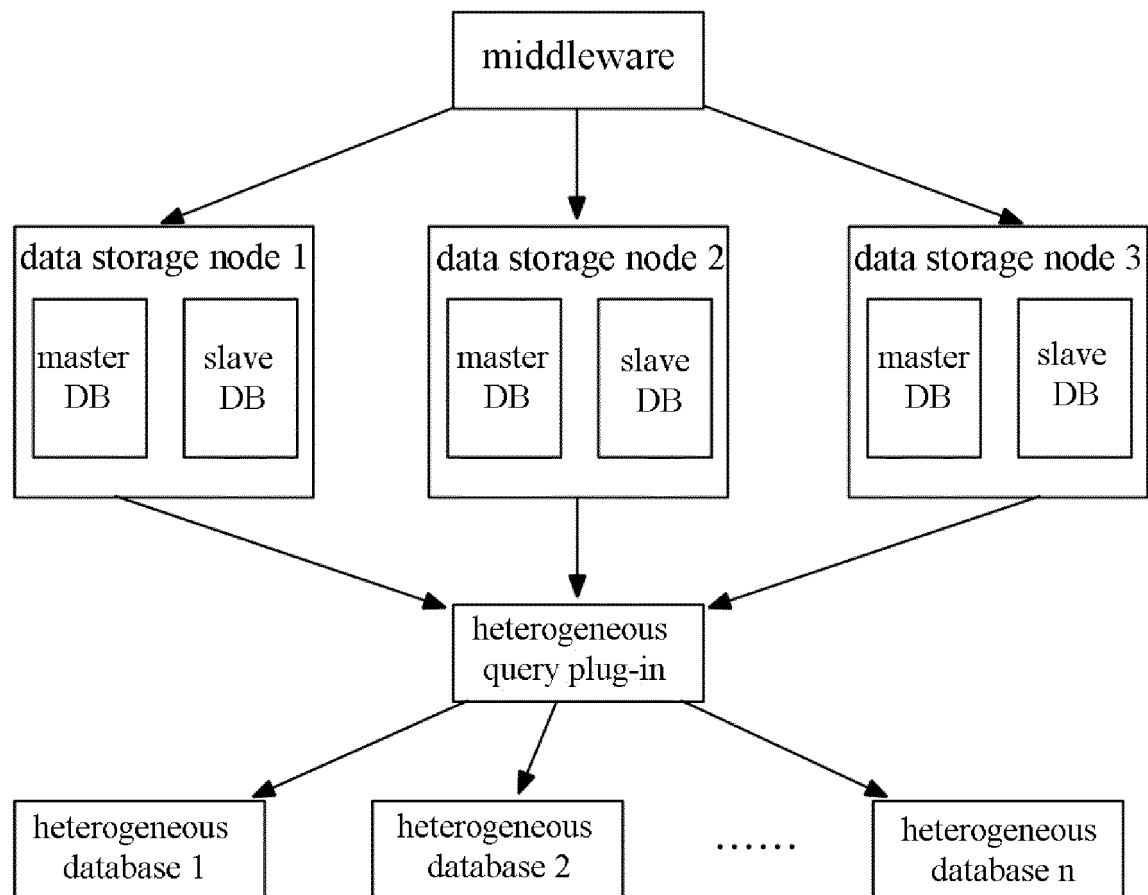 middleware
data storage node 1
master
DB
slave
DB
data storage node 2
master
DB
slave
DB
data storage node 3
master
DB
slave
DB
heterogeneous
query plug-in
heterogeneous
database 1
heterogeneous
database 2
......
heterogeneous
database n